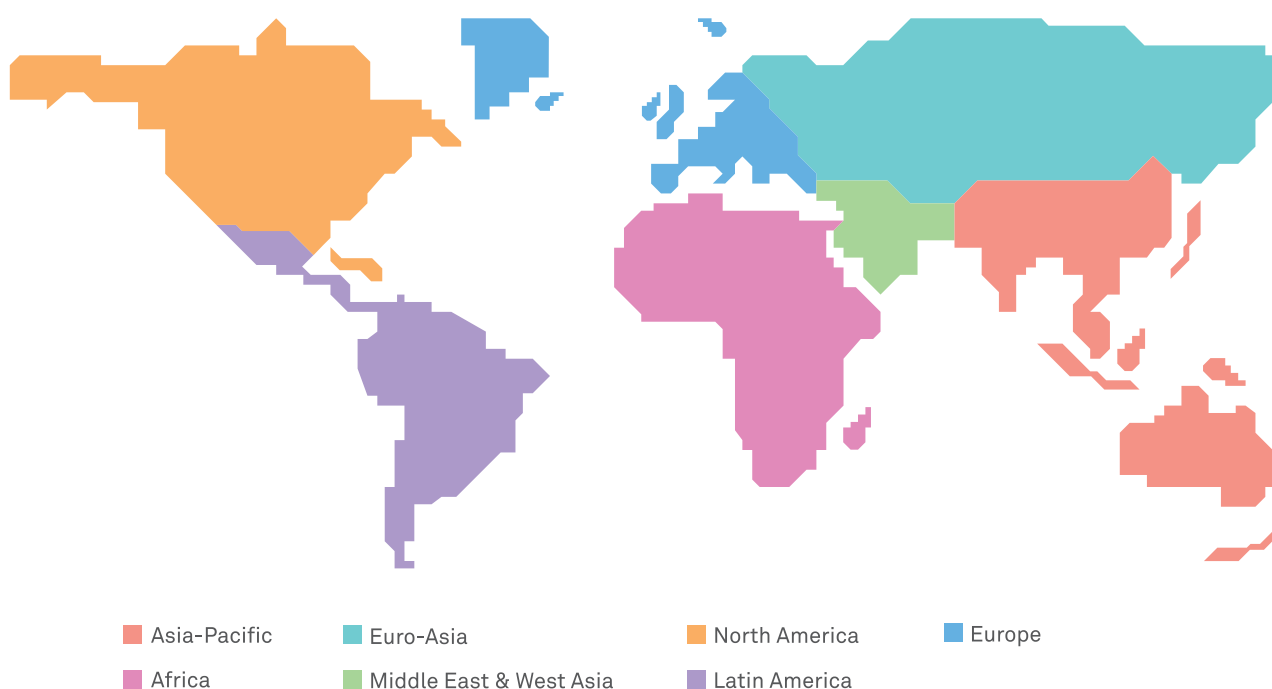 Asia-Pacific
Euro-Asia
North America
Europe
Africa
Middle East & West Asia
Latin America